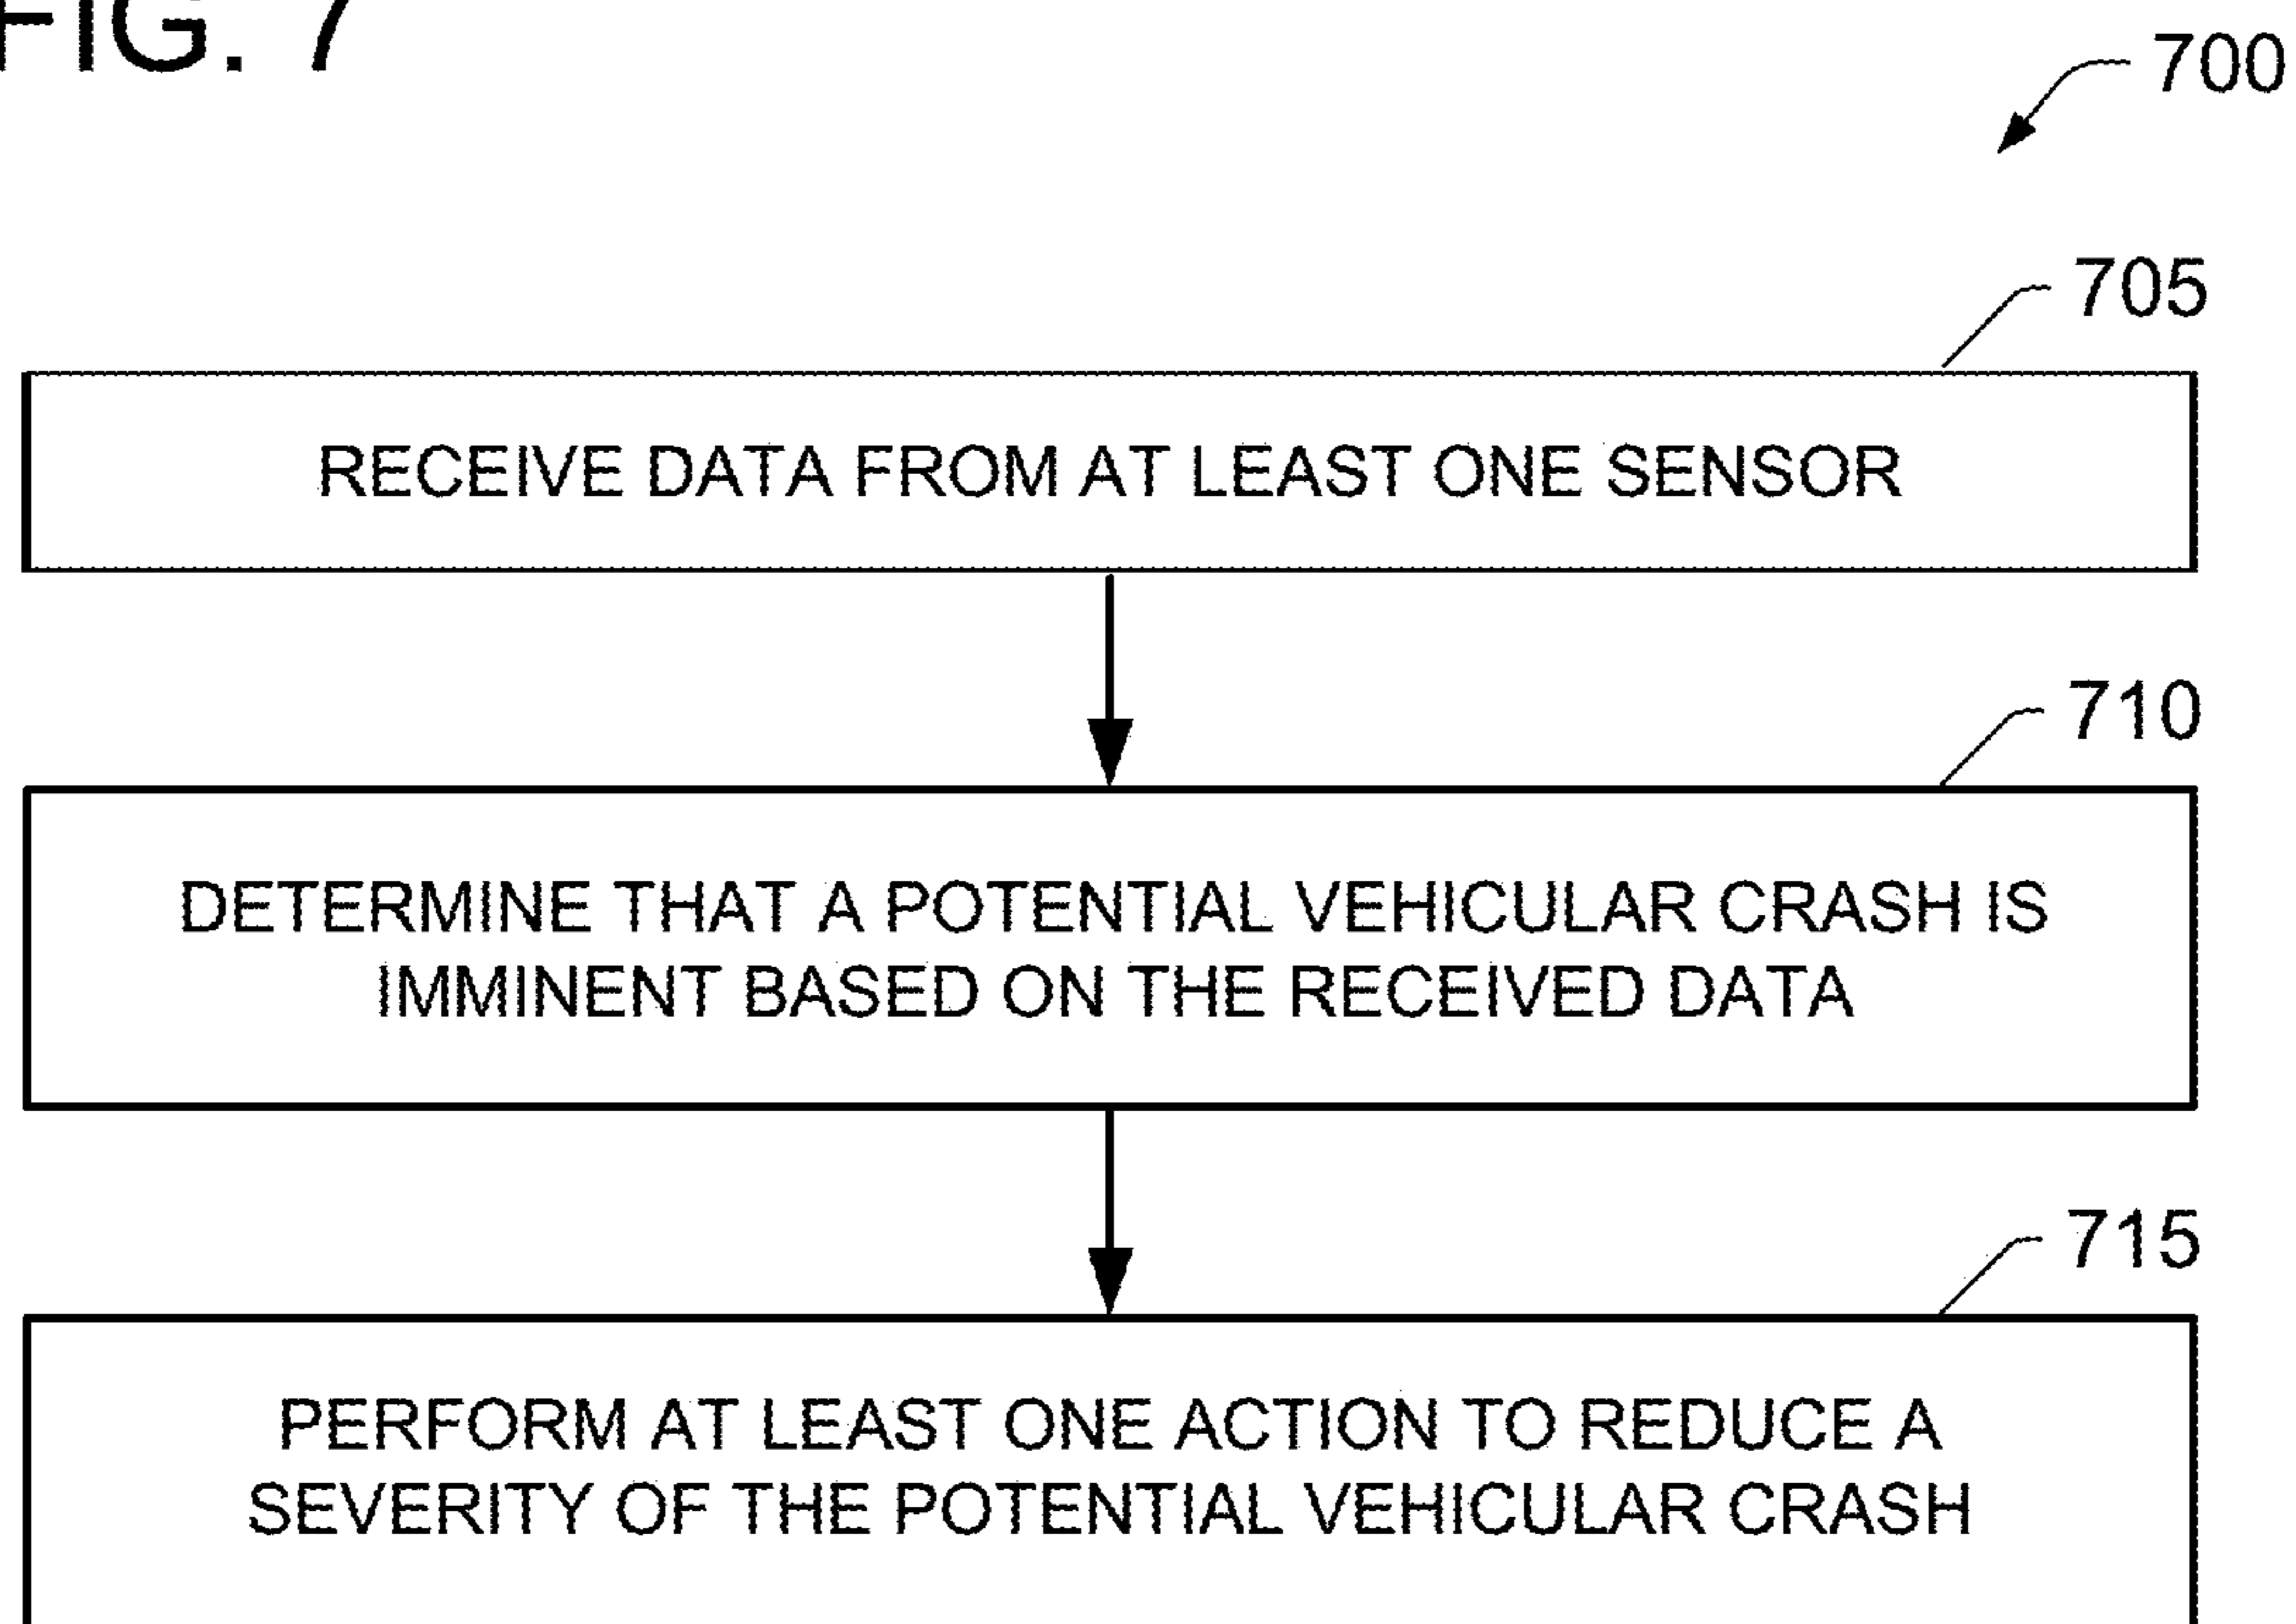 FIG. 7
700
705
RECEIVE DATA FROM AT LEAST ONE SENSOR
710
DETERMINE THAT A POTENTIAL VEHICULAR CRASH IS
IMMINENT BASED ON THE RECEIVED DATA
715
PERFORM AT LEAST ONE ACTION TO REDUCE A
SEVERITY OF THE POTENTIAL VEHICULAR CRASH